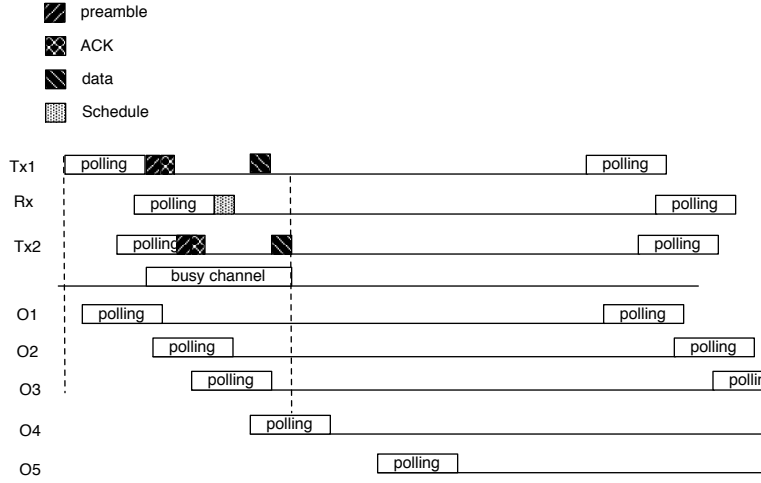 preamble
ACK
data
Schedule
Tx1 polling polling
Rx polling polling
Tx2 polling polling
busy channel
O1 polling polling
O2 polling polling
O3 polling pollin
O4 polling
O5 polling